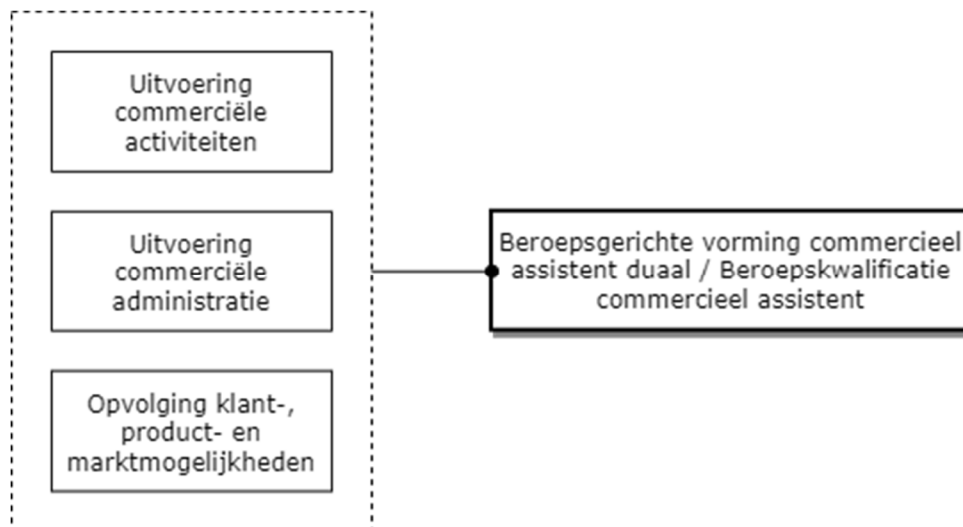 Uitvoering
commerciële
activiteiten
Uitvoering
commerciële
administratie
Opvolging klant-,
product- en
marktmogelijkheden
Beroepsgerichte vorming commercieel
assistent duaal / Beroepskwalificatie
commercieel assistent